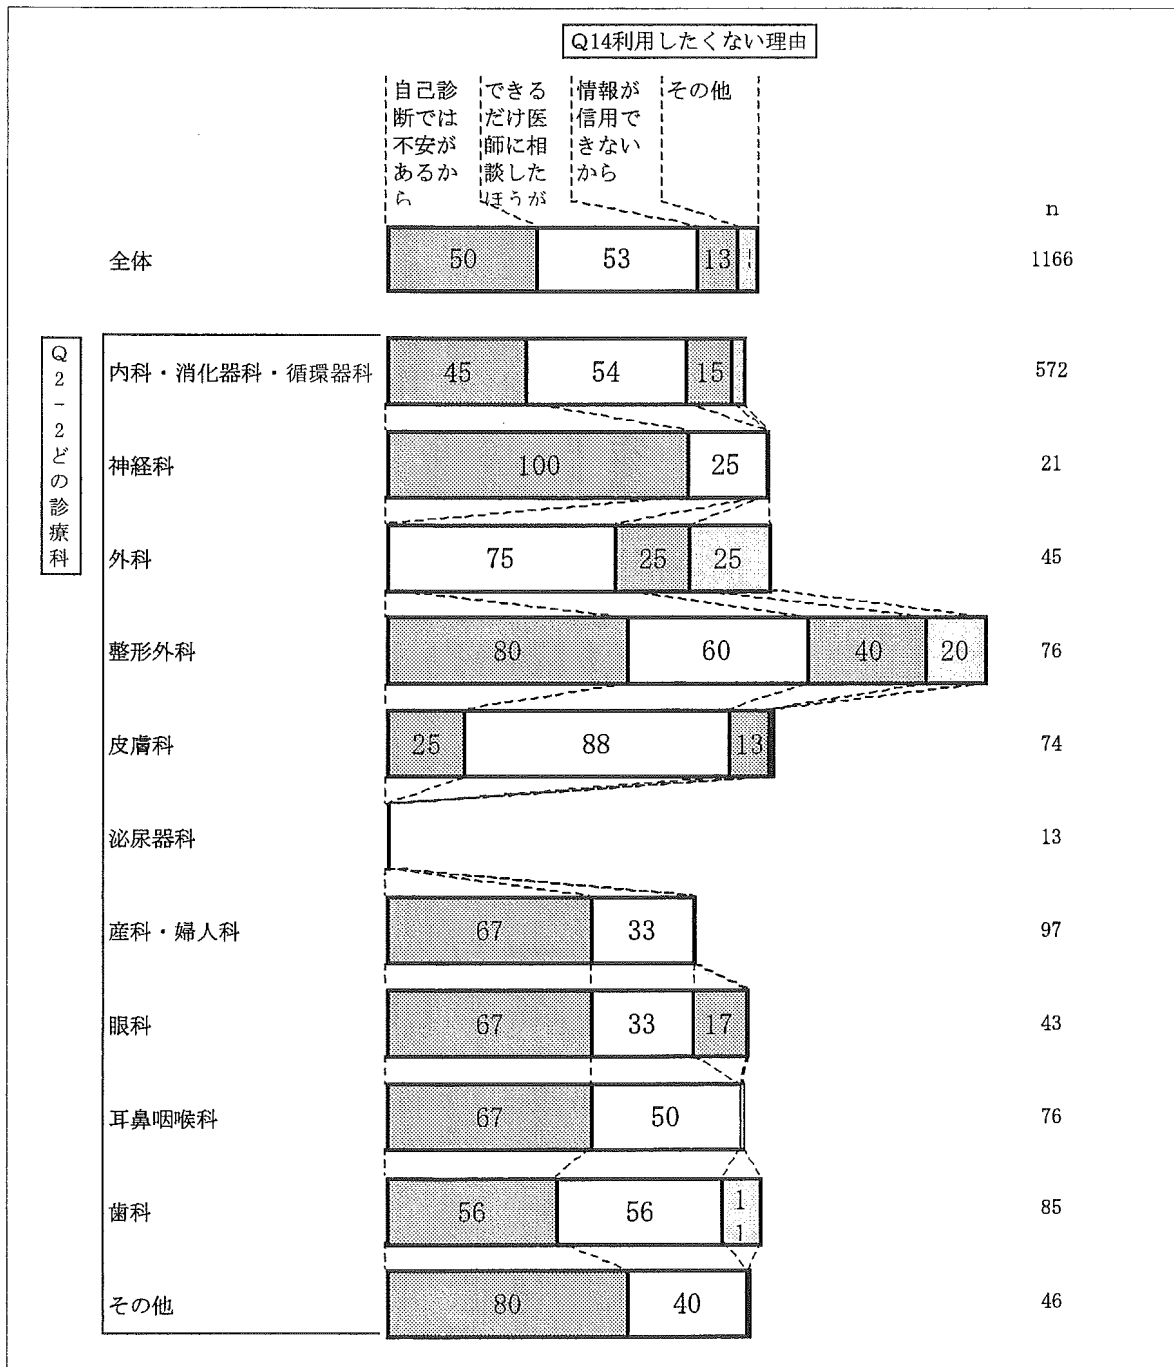 Q14利用したくない理由
自己診
断では
不安が
あるか
ら
できる
だけ医
師に相
談した
ほうが
情報が
信用で
きない
から
その他
n
全体 50 53 13 1166
Q2-2どの診療科
内科・消化器科・循環器科 45 54 15 572
神経科 100 25 21
外科 75 25 25 45
整形外科 80 60 40 20 76
皮膚科 25 88 13 74
泌尿器科 13
産科・婦人科 67 33 97
眼科 67 33 17 43
耳鼻咽喉科 67 50 76
歯科 56 56 11 85
その他 80 40 46